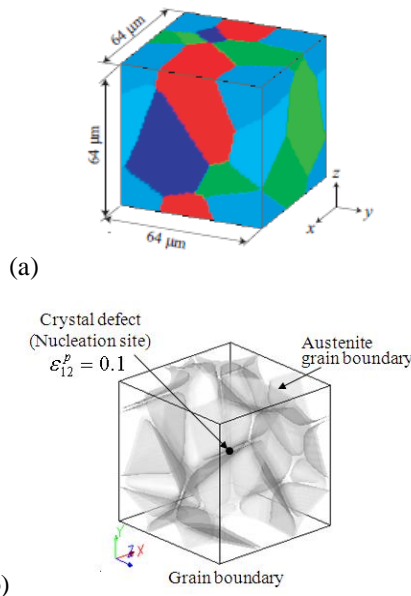 64 μm
64 μm
64 μm
z
y
x
(a)
Crystal defect
(Nucleation site)
ε₁₂ᵖ = 0.1
Austenite
grain boundary
Y
Z X
Grain boundary
)